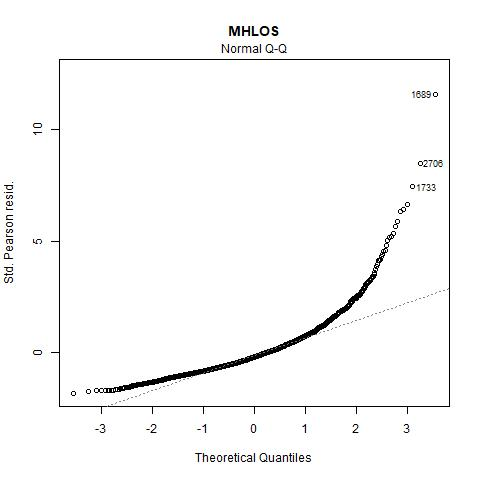 MHLOS
Normal Q-Q
1689
2706
1733
10
5
0
Std. Pearson resid.
-3 -2 -1 0 1 2 3
Theoretical Quantiles